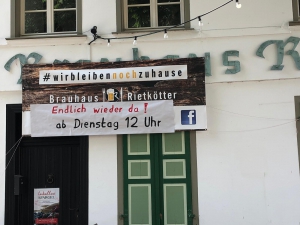 Brauhaus R
#wirbleibennochzuhause
Brauhaus Rietkötter
Endlich wieder da!
ab Dienstag 12 Uhr
f